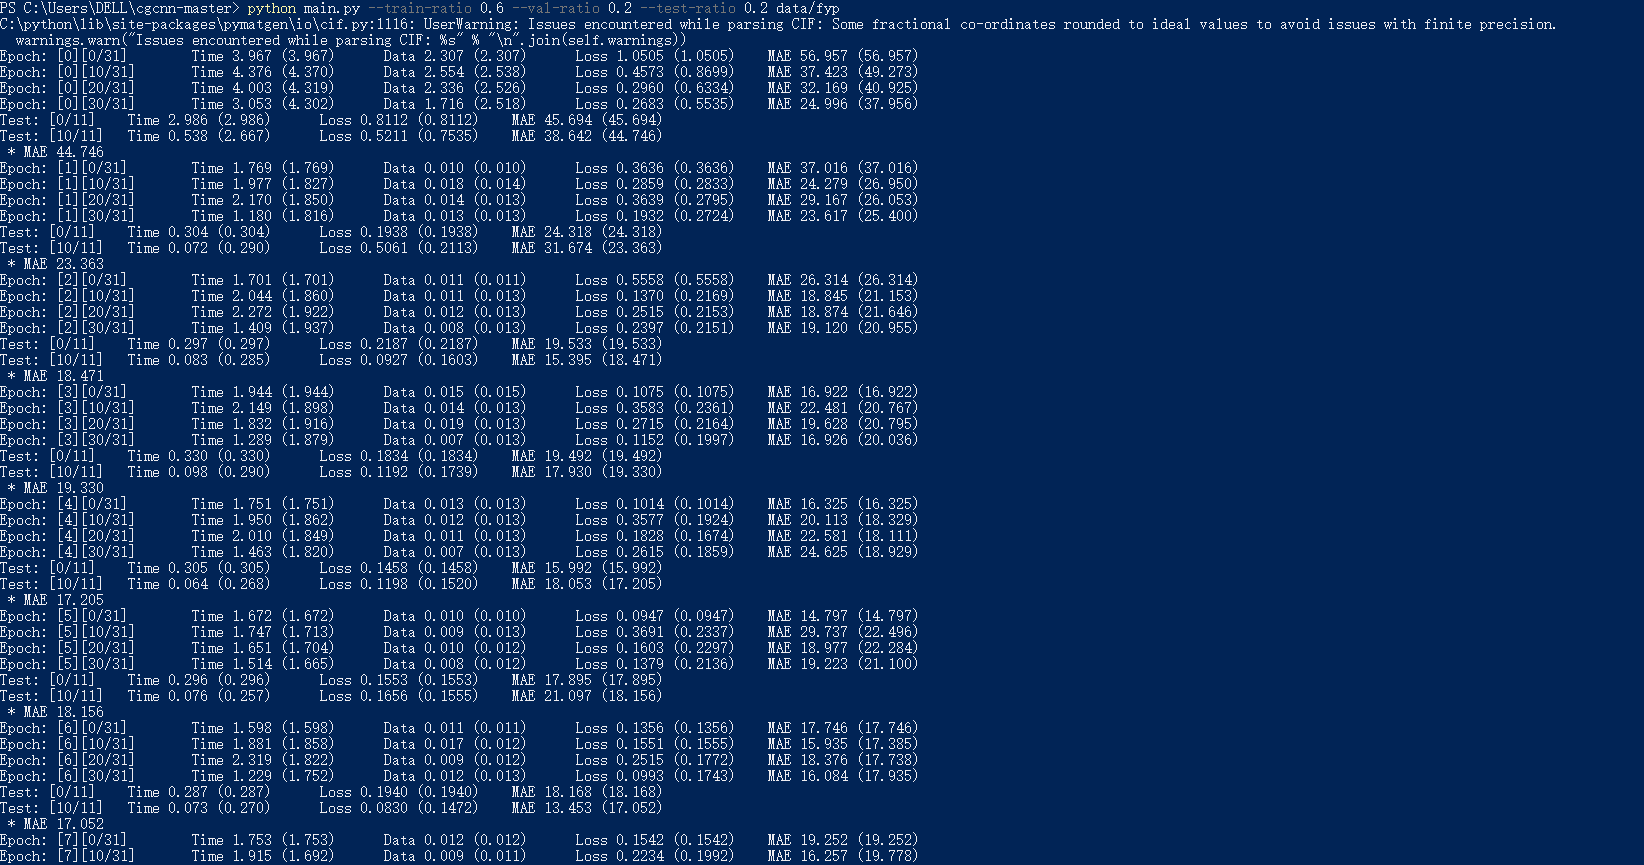 PS C:\Users\DELL\cgcnn-master> python main.py --train-ratio 0.6 --val-ratio 0.2 --test-ratio 0.2 data/fyp
C:\python\lib\site-packages\pymatgen\io\cif.py:1116: UserWarning: Issues encountered while parsing CIF: Some fractional co-ordinates rounded to ideal values to avoid issues with finite precision.
  warnings.warn("Issues encountered while parsing CIF: %s" % "\n".join(self.warnings))
Epoch: [0][0/31] Time 3.967 (3.967) Data 2.307 (2.307) Loss 1.0505 (1.0505) MAE 56.957 (56.957)
Epoch: [0][10/31] Time 4.376 (4.370) Data 2.554 (2.538) Loss 0.4573 (0.8699) MAE 37.423 (49.273)
Epoch: [0][20/31] Time 4.003 (4.319) Data 2.336 (2.526) Loss 0.2960 (0.6334) MAE 32.169 (40.925)
Epoch: [0][30/31] Time 3.053 (4.302) Data 1.716 (2.518) Loss 0.2683 (0.5535) MAE 24.996 (37.956)
Test: [0/11] Time 2.986 (2.986) Loss 0.8112 (0.8112) MAE 45.694 (45.694)
Test: [10/11] Time 0.538 (2.667) Loss 0.5211 (0.7535) MAE 38.642 (44.746)
 * MAE 44.746
Epoch: [1][0/31] Time 1.769 (1.769) Data 0.010 (0.010) Loss 0.3636 (0.3636) MAE 37.016 (37.016)
Epoch: [1][10/31] Time 1.977 (1.827) Data 0.018 (0.014) Loss 0.2859 (0.2833) MAE 24.279 (26.950)
Epoch: [1][20/31] Time 2.170 (1.850) Data 0.014 (0.013) Loss 0.3639 (0.2795) MAE 29.167 (26.053)
Epoch: [1][30/31] Time 1.180 (1.816) Data 0.013 (0.013) Loss 0.1932 (0.2724) MAE 23.617 (25.400)
Test: [0/11] Time 0.304 (0.304) Loss 0.1938 (0.1938) MAE 24.318 (24.318)
Test: [10/11] Time 0.072 (0.290) Loss 0.5061 (0.2113) MAE 31.674 (23.363)
 * MAE 23.363
Epoch: [2][0/31] Time 1.701 (1.701) Data 0.011 (0.011) Loss 0.5558 (0.5558) MAE 26.314 (26.314)
Epoch: [2][10/31] Time 2.044 (1.860) Data 0.011 (0.013) Loss 0.1370 (0.2169) MAE 18.845 (21.153)
Epoch: [2][20/31] Time 2.272 (1.922) Data 0.012 (0.013) Loss 0.2515 (0.2153) MAE 18.874 (21.646)
Epoch: [2][30/31] Time 1.409 (1.937) Data 0.008 (0.013) Loss 0.2397 (0.2151) MAE 19.120 (20.955)
Test: [0/11] Time 0.297 (0.297) Loss 0.2187 (0.2187) MAE 19.533 (19.533)
Test: [10/11] Time 0.083 (0.285) Loss 0.0927 (0.1603) MAE 15.395 (18.471)
 * MAE 18.471
Epoch: [3][0/31] Time 1.944 (1.944) Data 0.015 (0.015) Loss 0.1075 (0.1075) MAE 16.922 (16.922)
Epoch: [3][10/31] Time 2.149 (1.898) Data 0.014 (0.013) Loss 0.3583 (0.2361) MAE 22.481 (20.767)
Epoch: [3][20/31] Time 1.832 (1.916) Data 0.019 (0.013) Loss 0.2715 (0.2164) MAE 19.628 (20.795)
Epoch: [3][30/31] Time 1.289 (1.879) Data 0.007 (0.013) Loss 0.1152 (0.1997) MAE 16.926 (20.036)
Test: [0/11] Time 0.330 (0.330) Loss 0.1834 (0.1834) MAE 19.492 (19.492)
Test: [10/11] Time 0.098 (0.290) Loss 0.1192 (0.1739) MAE 17.930 (19.330)
 * MAE 19.330
Epoch: [4][0/31] Time 1.751 (1.751) Data 0.013 (0.013) Loss 0.1014 (0.1014) MAE 16.325 (16.325)
Epoch: [4][10/31] Time 1.950 (1.862) Data 0.012 (0.013) Loss 0.3577 (0.1924) MAE 20.113 (18.329)
Epoch: [4][20/31] Time 2.010 (1.849) Data 0.011 (0.013) Loss 0.1828 (0.1674) MAE 22.581 (18.111)
Epoch: [4][30/31] Time 1.463 (1.820) Data 0.007 (0.013) Loss 0.2615 (0.1859) MAE 24.625 (18.929)
Test: [0/11] Time 0.305 (0.305) Loss 0.1458 (0.1458) MAE 15.992 (15.992)
Test: [10/11] Time 0.064 (0.268) Loss 0.1198 (0.1520) MAE 18.053 (17.205)
 * MAE 17.205
Epoch: [5][0/31] Time 1.672 (1.672) Data 0.010 (0.010) Loss 0.0947 (0.0947) MAE 14.797 (14.797)
Epoch: [5][10/31] Time 1.747 (1.713) Data 0.009 (0.013) Loss 0.3691 (0.2337) MAE 29.737 (22.496)
Epoch: [5][20/31] Time 1.651 (1.704) Data 0.010 (0.012) Loss 0.1603 (0.2297) MAE 18.977 (22.284)
Epoch: [5][30/31] Time 1.514 (1.665) Data 0.008 (0.012) Loss 0.1379 (0.2136) MAE 19.223 (21.100)
Test: [0/11] Time 0.296 (0.296) Loss 0.1553 (0.1553) MAE 17.895 (17.895)
Test: [10/11] Time 0.076 (0.257) Loss 0.1656 (0.1555) MAE 21.097 (18.156)
 * MAE 18.156
Epoch: [6][0/31] Time 1.598 (1.598) Data 0.011 (0.011) Loss 0.1356 (0.1356) MAE 17.746 (17.746)
Epoch: [6][10/31] Time 1.881 (1.858) Data 0.017 (0.012) Loss 0.1551 (0.1555) MAE 15.935 (17.385)
Epoch: [6][20/31] Time 2.319 (1.822) Data 0.009 (0.012) Loss 0.2515 (0.1772) MAE 18.376 (17.738)
Epoch: [6][30/31] Time 1.229 (1.752) Data 0.012 (0.013) Loss 0.0993 (0.1743) MAE 16.084 (17.935)
Test: [0/11] Time 0.287 (0.287) Loss 0.1940 (0.1940) MAE 18.168 (18.168)
Test: [10/11] Time 0.073 (0.270) Loss 0.0830 (0.1472) MAE 13.453 (17.052)
 * MAE 17.052
Epoch: [7][0/31] Time 1.753 (1.753) Data 0.012 (0.012) Loss 0.1542 (0.1542) MAE 19.252 (19.252)
Epoch: [7][10/31] Time 1.915 (1.692) Data 0.009 (0.011) Loss 0.2234 (0.1992) MAE 16.257 (19.778)